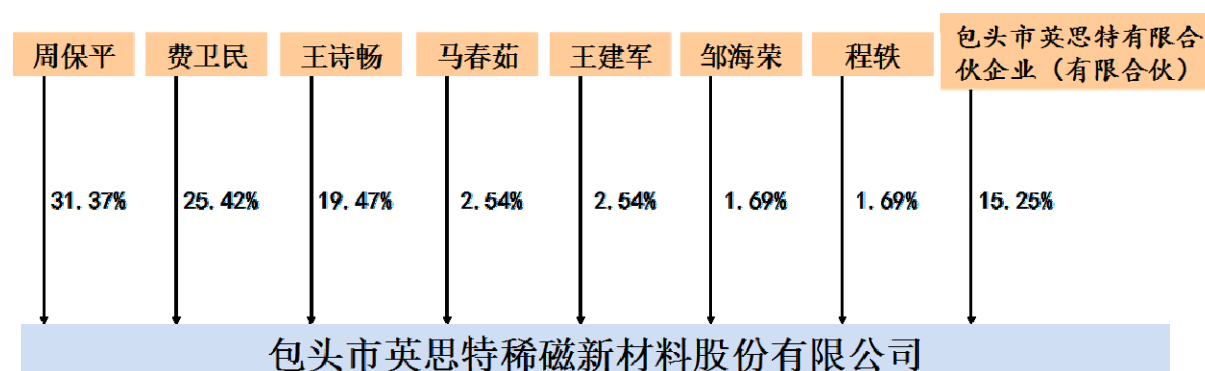 周保平
费卫民
王诗畅
马春茹
王建军
邹海荣
程轶
包头市英思特有限合
伙企业（有限合伙）
31.37%
25.42%
19.47%
2.54%
2.54%
1.69%
1.69%
15.25%
包头市英思特稀磁新材料股份有限公司